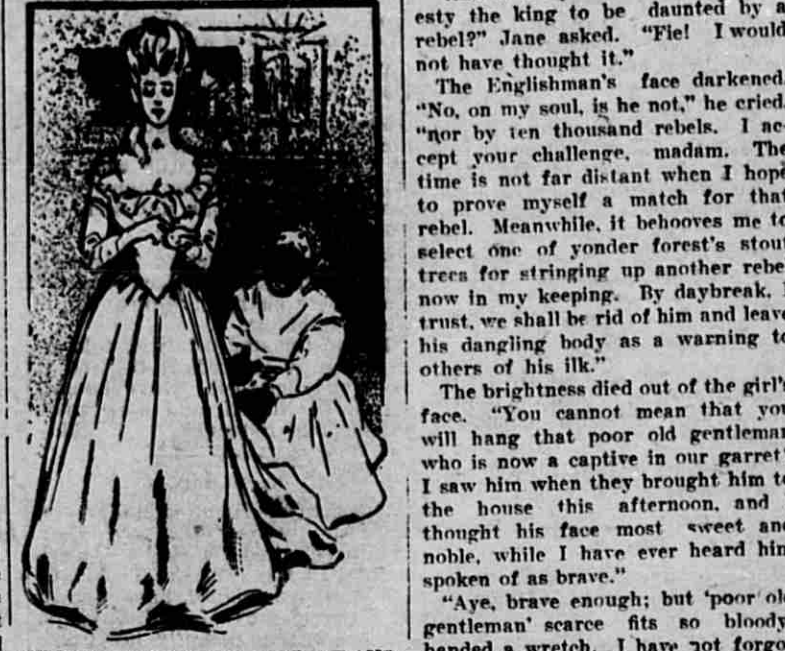 esty the king to be daunted by a
rebel?" Jane asked. "Fie! I would
not have thought it."
The Englishman's face darkened.
"No, on my soul, is he not," he cried,
"nor by ten thousand rebels. I ac-
cept your challenge, madam. The
time is not far distant when I hope
to prove myself a match for that
rebel. Meanwhile, it behooves me to
select one of yonder forest's stout
trees for stringing up another rebel
now in my keeping. By daybreak, I
trust, we shall be rid of him and leave
his dangling body as a warning to
others of his ilk."
The brightness died out of the girl's
face. "You cannot mean that you
will hang that poor old gentleman
who is now a captive in our garret?
I saw him when they brought him to
the house this afternoon, and I
thought his face most sweet and
noble, while I have ever heard him
spoken of as brave."
"Aye, brave enough; but 'poor old
gentleman' scarce fits so bloody
handed a wretch. I have not forgo